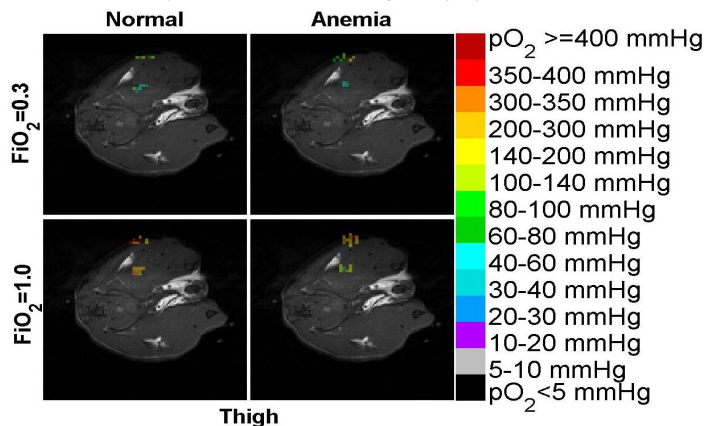 Normal
Anemia
FiO2=0.3
FiO2=1.0
Thigh
pO2 >=400 mmHg
350-400 mmHg
300-350 mmHg
200-300 mmHg
140-200 mmHg
100-140 mmHg
80-100 mmHg
60-80 mmHg
40-60 mmHg
30-40 mmHg
20-30 mmHg
10-20 mmHg
5-10 mmHg
pO2<5 mmHg